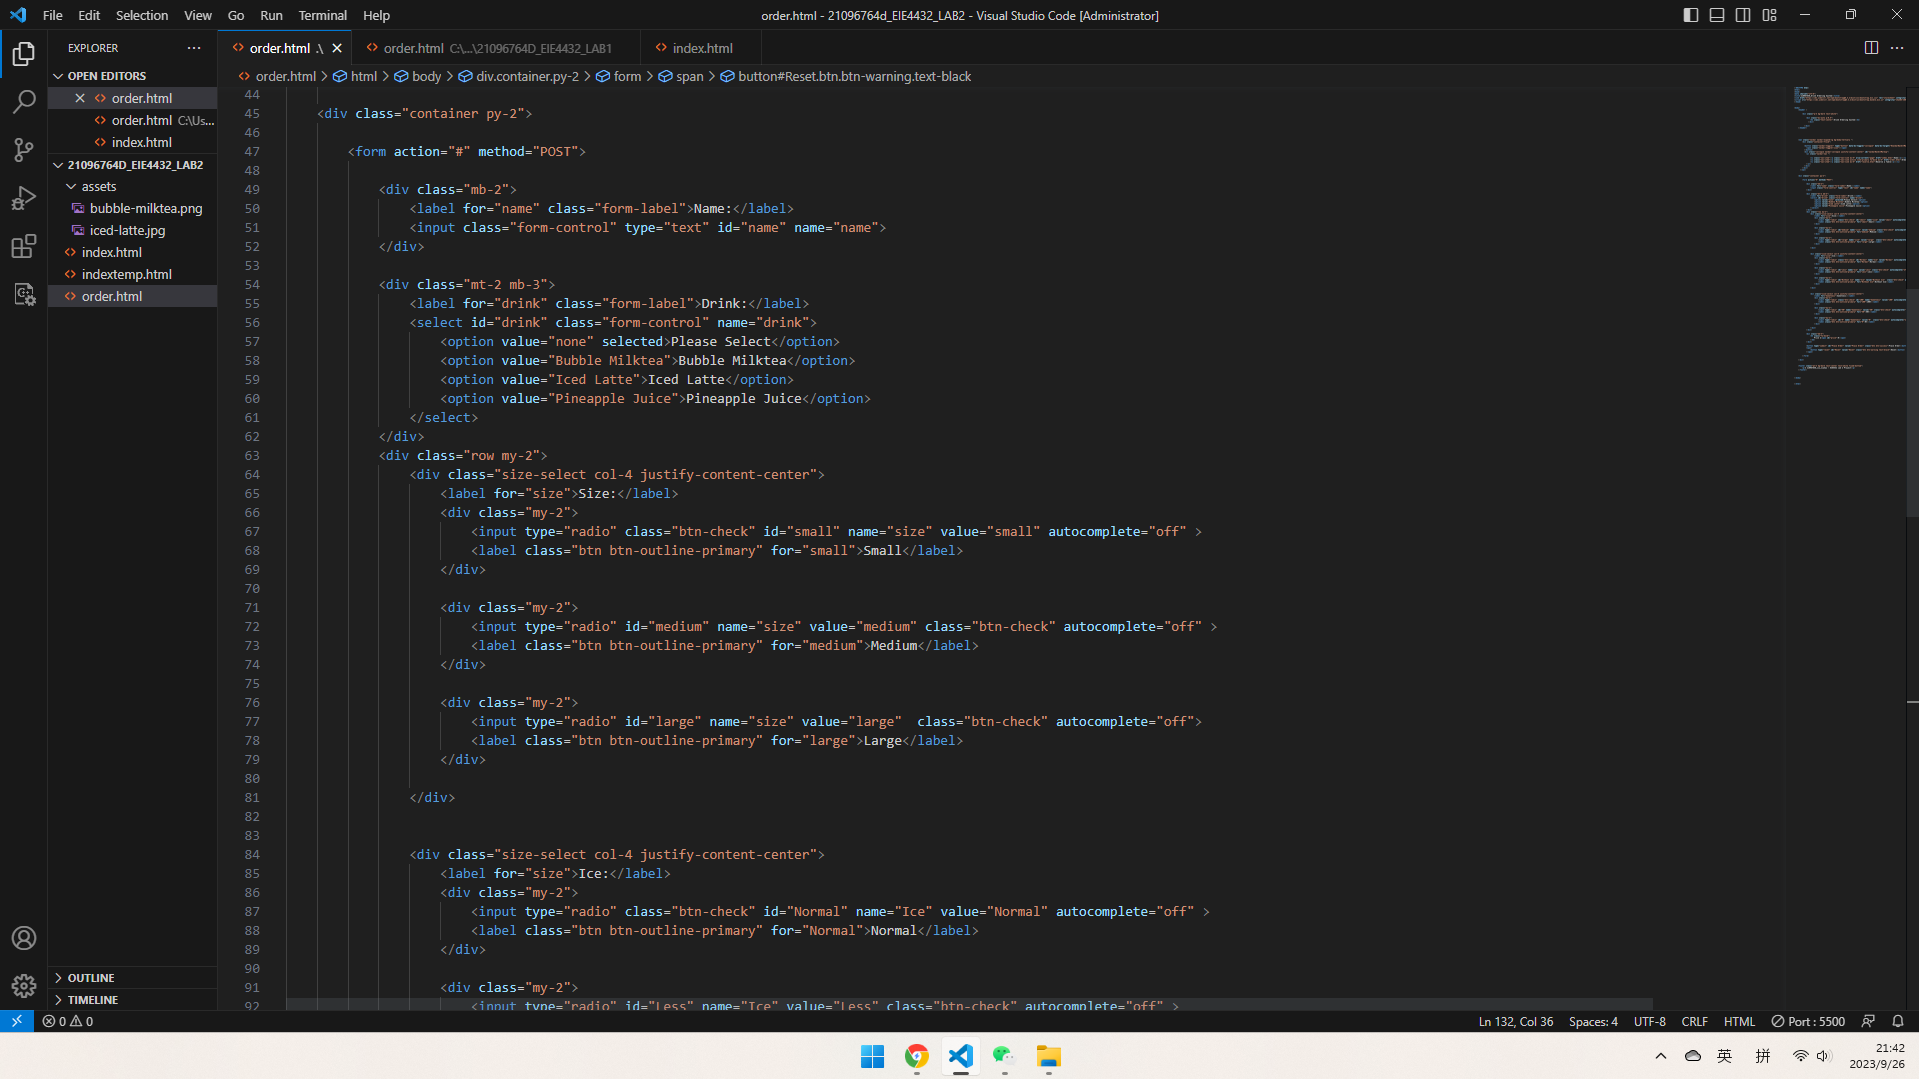 File Edit Selection View Go Run Terminal Help
order.html - 21096764d_EIE4432_LAB2 - Visual Studio Code [Administrator]
EXPLORER
order.html .\
order.html C:\...\21096764D_EIE4432_LAB1
index.html
order.html > html > body > div.container.py-2 > form > span > button#Reset.btn.btn-warning.text-black
OPEN EDITORS
order.html
order.html C:\Us...
index.html
21096764D_EIE4432_LAB2
assets
bubble-milktea.png
iced-latte.jpg
index.html
indextemp.html
order.html
OUTLINE
TIMELINE
44
45 <div class="container py-2">
46
47 <form action="#" method="POST">
48
49 <div class="mb-2">
50 <label for="name" class="form-label">Name:</label>
51 <input class="form-control" type="text" id="name" name="name">
52 </div>
53
54 <div class="mt-2 mb-3">
55 <label for="drink" class="form-label">Drink:</label>
56 <select id="drink" class="form-control" name="drink">
57 <option value="none" selected>Please Select</option>
58 <option value="Bubble Milktea">Bubble Milktea</option>
59 <option value="Iced Latte">Iced Latte</option>
60 <option value="Pineapple Juice">Pineapple Juice</option>
61 </select>
62 </div>
63 <div class="row my-2">
64 <div class="size-select col-4 justify-content-center">
65 <label for="size">Size:</label>
66 <div class="my-2">
67 <input type="radio" class="btn-check" id="small" name="size" value="small" autocomplete="off" >
68 <label class="btn btn-outline-primary" for="small">Small</label>
69 </div>
70
71 <div class="my-2">
72 <input type="radio" id="medium" name="size" value="medium" class="btn-check" autocomplete="off" >
73 <label class="btn btn-outline-primary" for="medium">Medium</label>
74 </div>
75
76 <div class="my-2">
77 <input type="radio" id="large" name="size" value="large"  class="btn-check" autocomplete="off">
78 <label class="btn btn-outline-primary" for="large">Large</label>
79 </div>
80
81 </div>
82
83
84 <div class="size-select col-4 justify-content-center">
85 <label for="size">Ice:</label>
86 <div class="my-2">
87 <input type="radio" class="btn-check" id="Normal" name="Ice" value="Normal" autocomplete="off" >
88 <label class="btn btn-outline-primary" for="Normal">Normal</label>
89 </div>
90
91 <div class="my-2">
92 <input type="radio" id="Less" name="Ice" value="Less" class="btn-check" autocomplete="off" >
0 0
Ln 132, Col 36 Spaces: 4 UTF-8 CRLF HTML Port : 5500
英 拼
21:42
2023/9/26